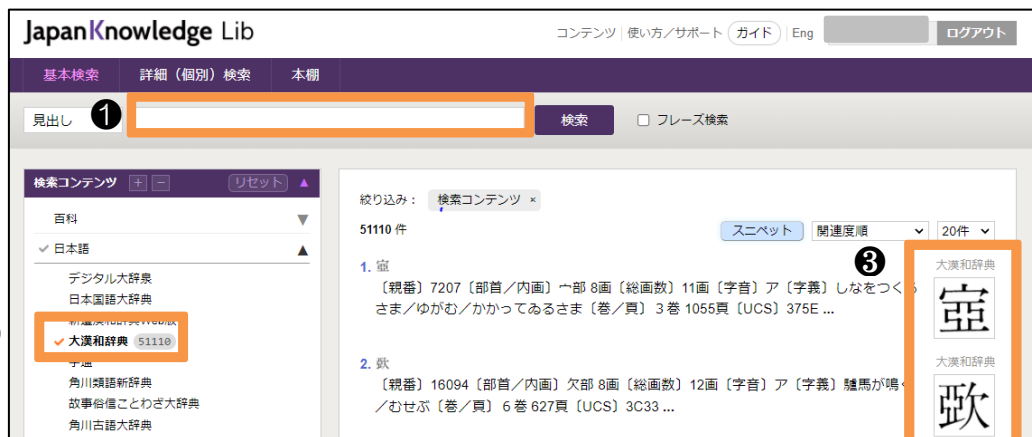 JapanKnowledge Lib
コンテンツ | 使い方／サポート ガイド | Eng ログアウト
基本検索 詳細（個別）検索 本棚
見出し ❶ 検索 フレーズ検索
検索コンテンツ + − リセット ▲
百科 ▼
✓ 日本語 ▲
デジタル大辞泉
日本国語大辞典
✓ 大漢和辞典 51110
字通
角川類語新辞典
故事俗信ことわざ大辞典
角川古語大辞典
絞り込み： 検索コンテンツ ×
51110 件
スニペット 関連度順 20件
❸
1. 㝞
〔親番〕7207〔部首／内画〕宀部 8画〔総画数〕11画〔字音〕ア〔字義〕しなをつくる
さま／ゆがむ／かかってゐるさま〔巻／頁〕３巻 1055頁〔UCS〕375E ...
大漢和辞典
㝞
2. 㰳
〔親番〕16094〔部首／内画〕欠部 8画〔総画数〕12画〔字音〕ア〔字義〕驢馬が鳴く
／むせぶ〔巻／頁〕６巻 627頁〔UCS〕3C33 ...
大漢和辞典
㰳